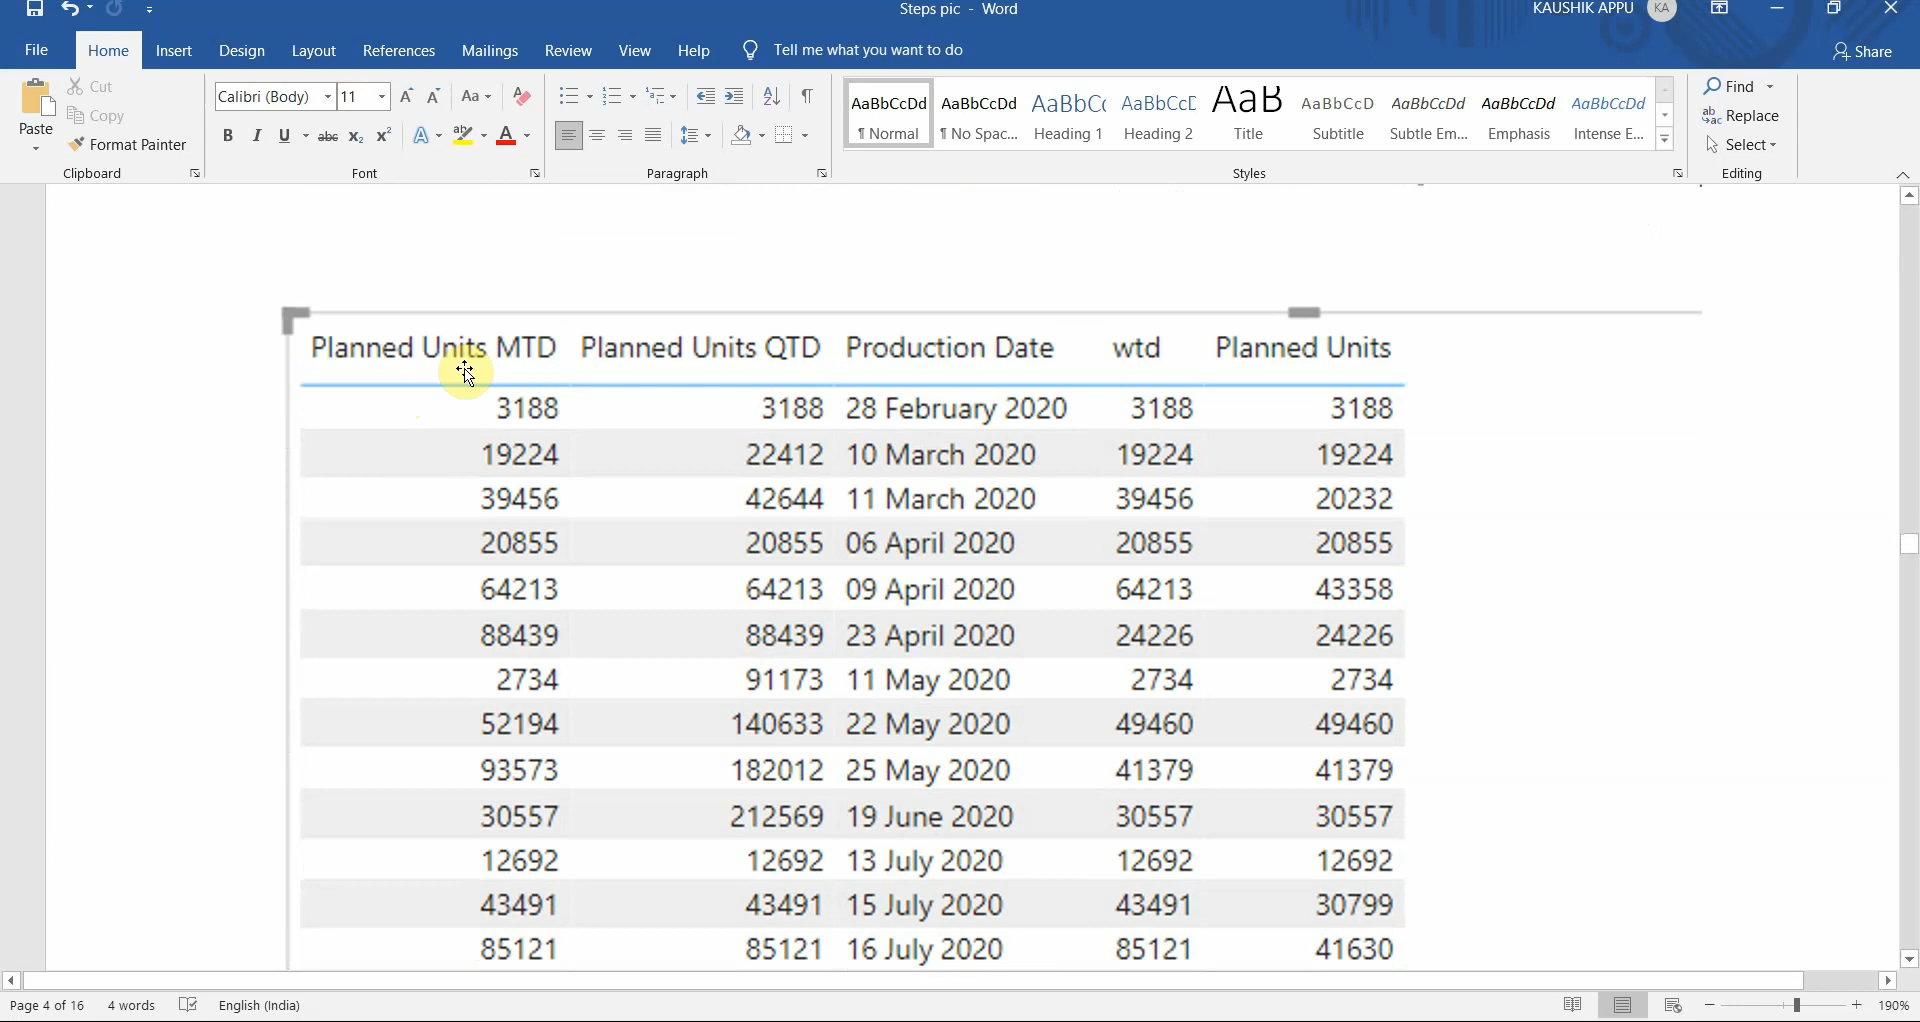 Steps pic - Word
KAUSHIK APPU KA
File Home Insert Design Layout References Mailings Review View Help Tell me what you want to do Share
Paste
Cut
Copy
Format Painter
Clipboard
Calibri (Body) 11 Aa
B I U abc x₂ x² A ab A
Font
Paragraph
AaBbCcDd AaBbCcDd AaBbCc AaBbCcE AaB AaBbCcD AaBbCcDd AaBbCcDd AaBbCcDd
¶ Normal ¶ No Spac... Heading 1 Heading 2 Title Subtitle Subtle Em... Emphasis Intense E...
Styles
Find
Replace
Select
Editing
Planned Units MTD Planned Units QTD Production Date wtd Planned Units
3188 3188 28 February 2020 3188 3188
19224 22412 10 March 2020 19224 19224
39456 42644 11 March 2020 39456 20232
20855 20855 06 April 2020 20855 20855
64213 64213 09 April 2020 64213 43358
88439 88439 23 April 2020 24226 24226
2734 91173 11 May 2020 2734 2734
52194 140633 22 May 2020 49460 49460
93573 182012 25 May 2020 41379 41379
30557 212569 19 June 2020 30557 30557
12692 12692 13 July 2020 12692 12692
43491 43491 15 July 2020 43491 30799
85121 85121 16 July 2020 85121 41630
Page 4 of 16 4 words English (India) 190%